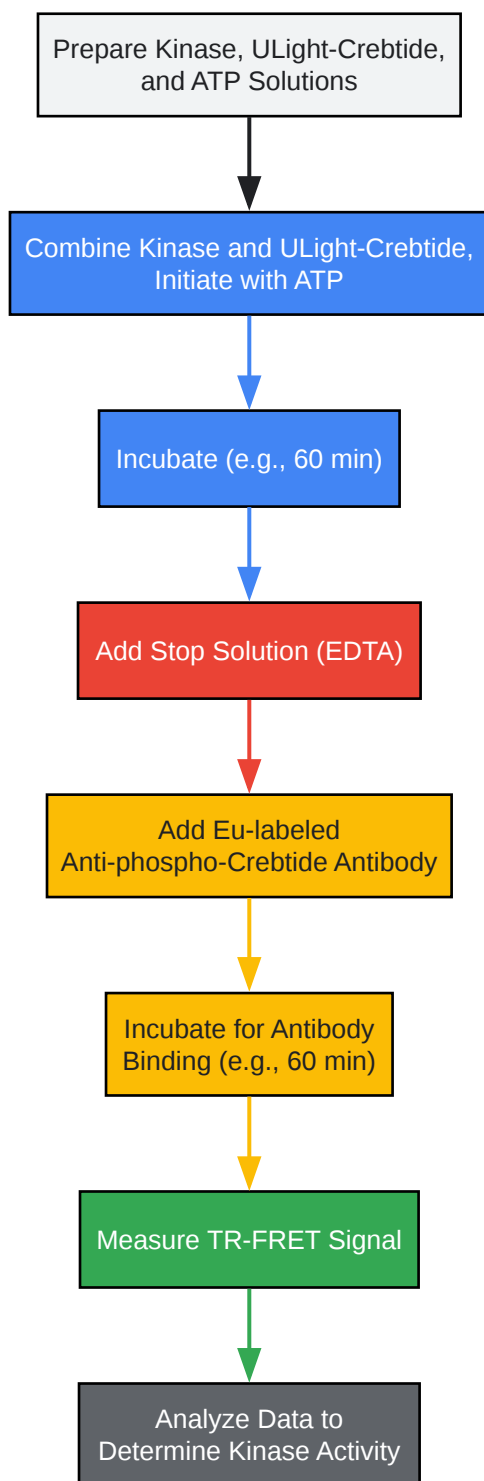 Prepare Kinase, ULight-Crebtide,
and ATP Solutions
Combine Kinase and ULight-Crebtide,
Initiate with ATP
Incubate (e.g., 60 min)
Add Stop Solution (EDTA)
Add Eu-labeled
Anti-phospho-Crebtide Antibody
Incubate for Antibody
Binding (e.g., 60 min)
Measure TR-FRET Signal
Analyze Data to
Determine Kinase Activity